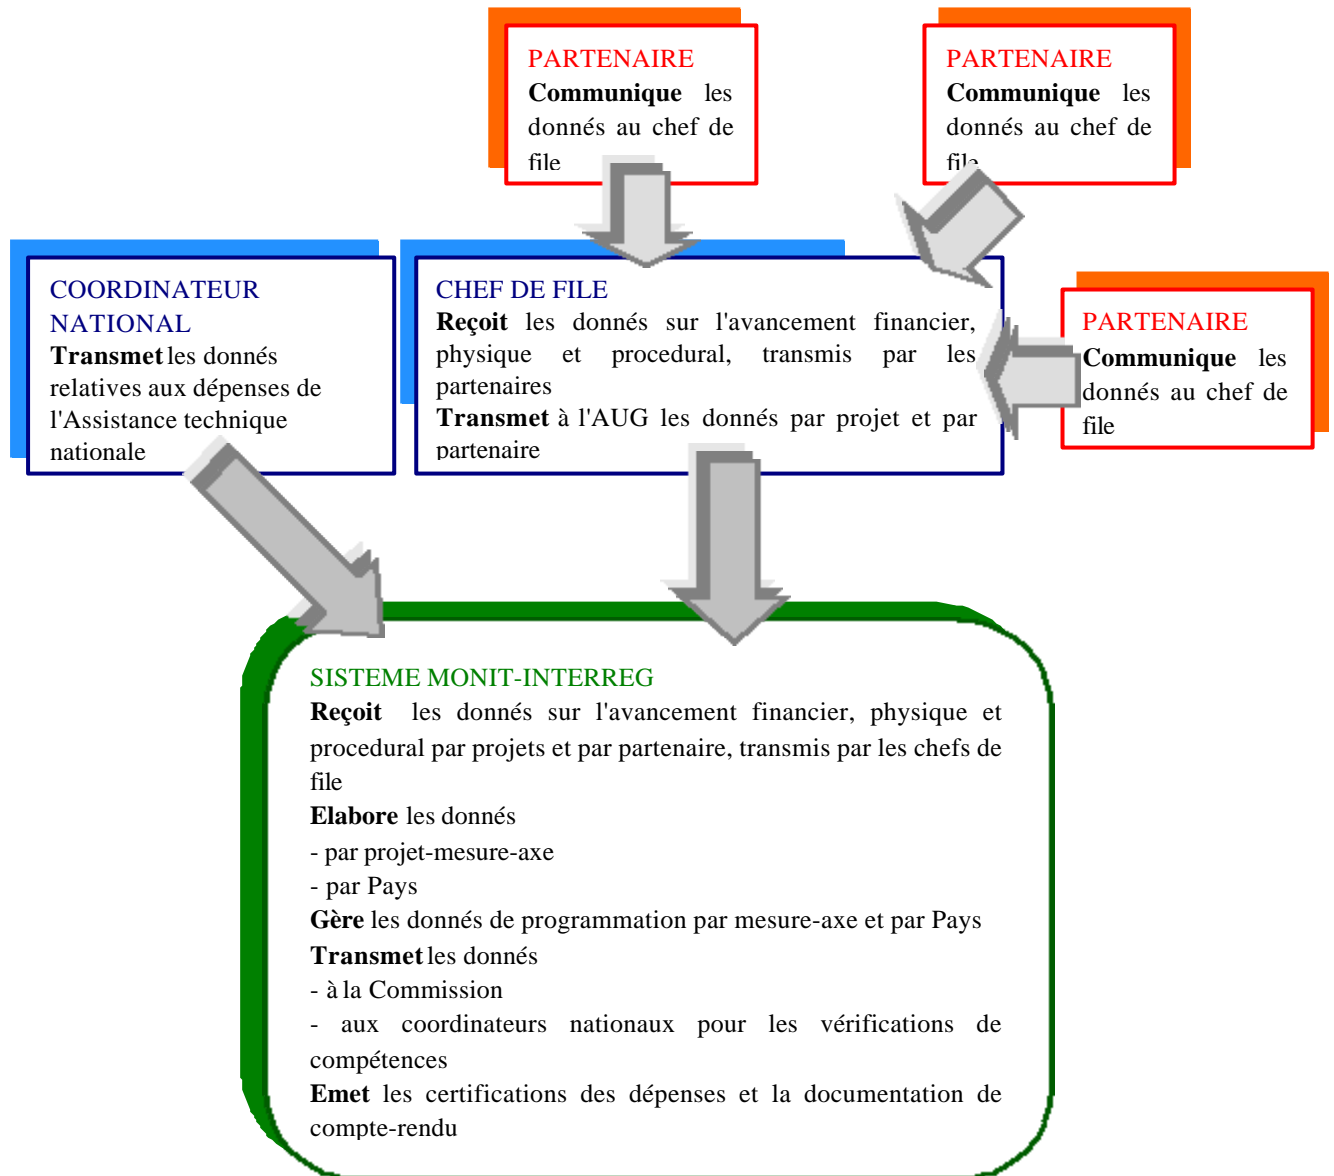 PARTENAIRE
Communique les
donnés au chef de
file
PARTENAIRE
Communique les
donnés au chef de
file
COORDINATEUR
NATIONAL
Transmet les donnés
relatives aux dépenses de
l'Assistance technique
nationale
CHEF DE FILE
Reçoit les donnés sur l'avancement financier,
physique et procedural, transmis par les
partenaires
Transmet à l'AUG les donnés par projet et par
partenaire
PARTENAIRE
Communique les
donnés au chef de
file
SISTEME MONIT-INTERREG
Reçoit les donnés sur l'avancement financier, physique et
procedural par projets et par partenaire, transmis par les chefs de
file
Elabore les donnés
- par projet-mesure-axe
- par Pays
Gère les donnés de programmation par mesure-axe et par Pays
Transmet les donnés
- à la Commission
- aux coordinateurs nationaux pour les vérifications de
compétences
Emet les certifications des dépenses et la documentation de
compte-rendu